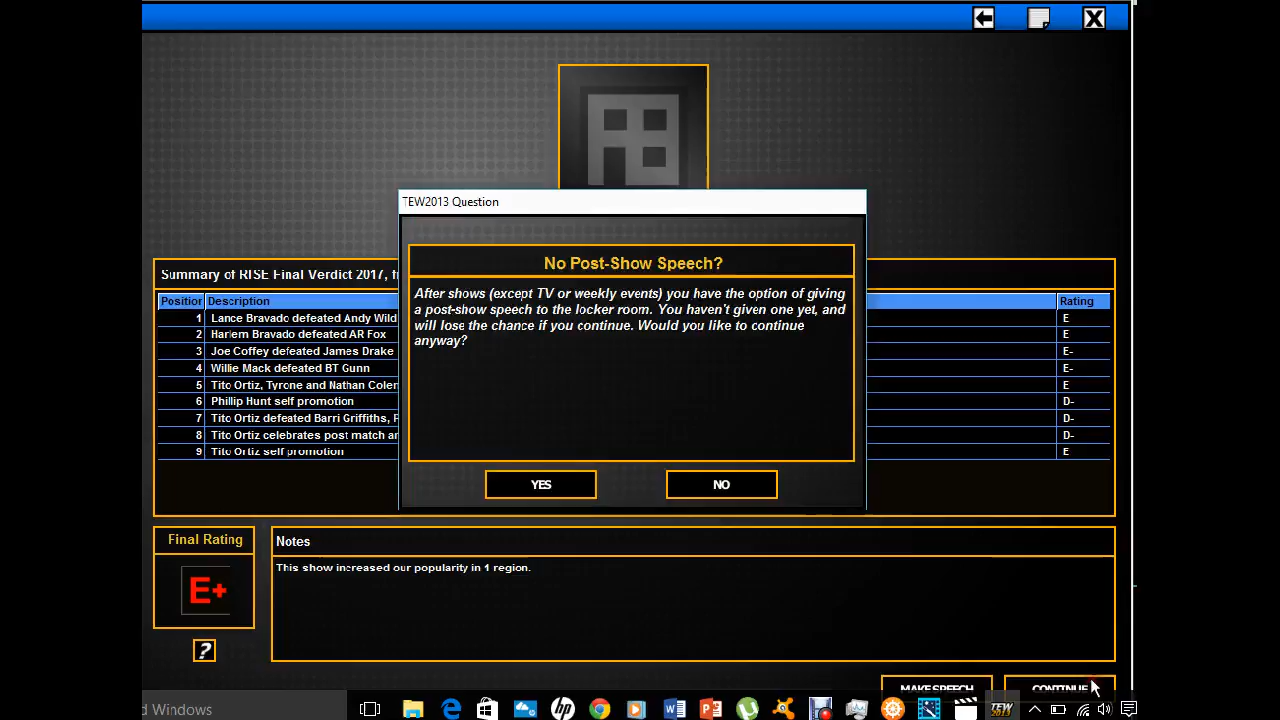 TEW2013 Question
No Post-Show Speech?
After shows (except TV or weekly events) you have the option of giving
a post-show speech to the locker room. You haven't given one yet, and
will lose the chance if you continue. Would you like to continue
anyway?
YES NO
Summary of RISE Final Verdict 2017,
Position Description Rating
1 Lance Bravado defeated Andy Wild E
2 Harlem Bravado defeated AR Fox E
3 Joe Coffey defeated James Drake E-
4 Willie Mack defeated BT Gunn E-
5 Tito Ortiz, Tyrone and Nathan E
6 Phillip Hunt self promotion D-
7 Tito Ortiz defeated Barri Griffiths, D-
8 Tito Ortiz celebrates post match D-
9 Tito Ortiz self promotion E
Final Rating
E+
?
Notes
This show increased our popularity in 1 region.
MAKE SPEECH CONTINUE
d Windows
TEW 2013